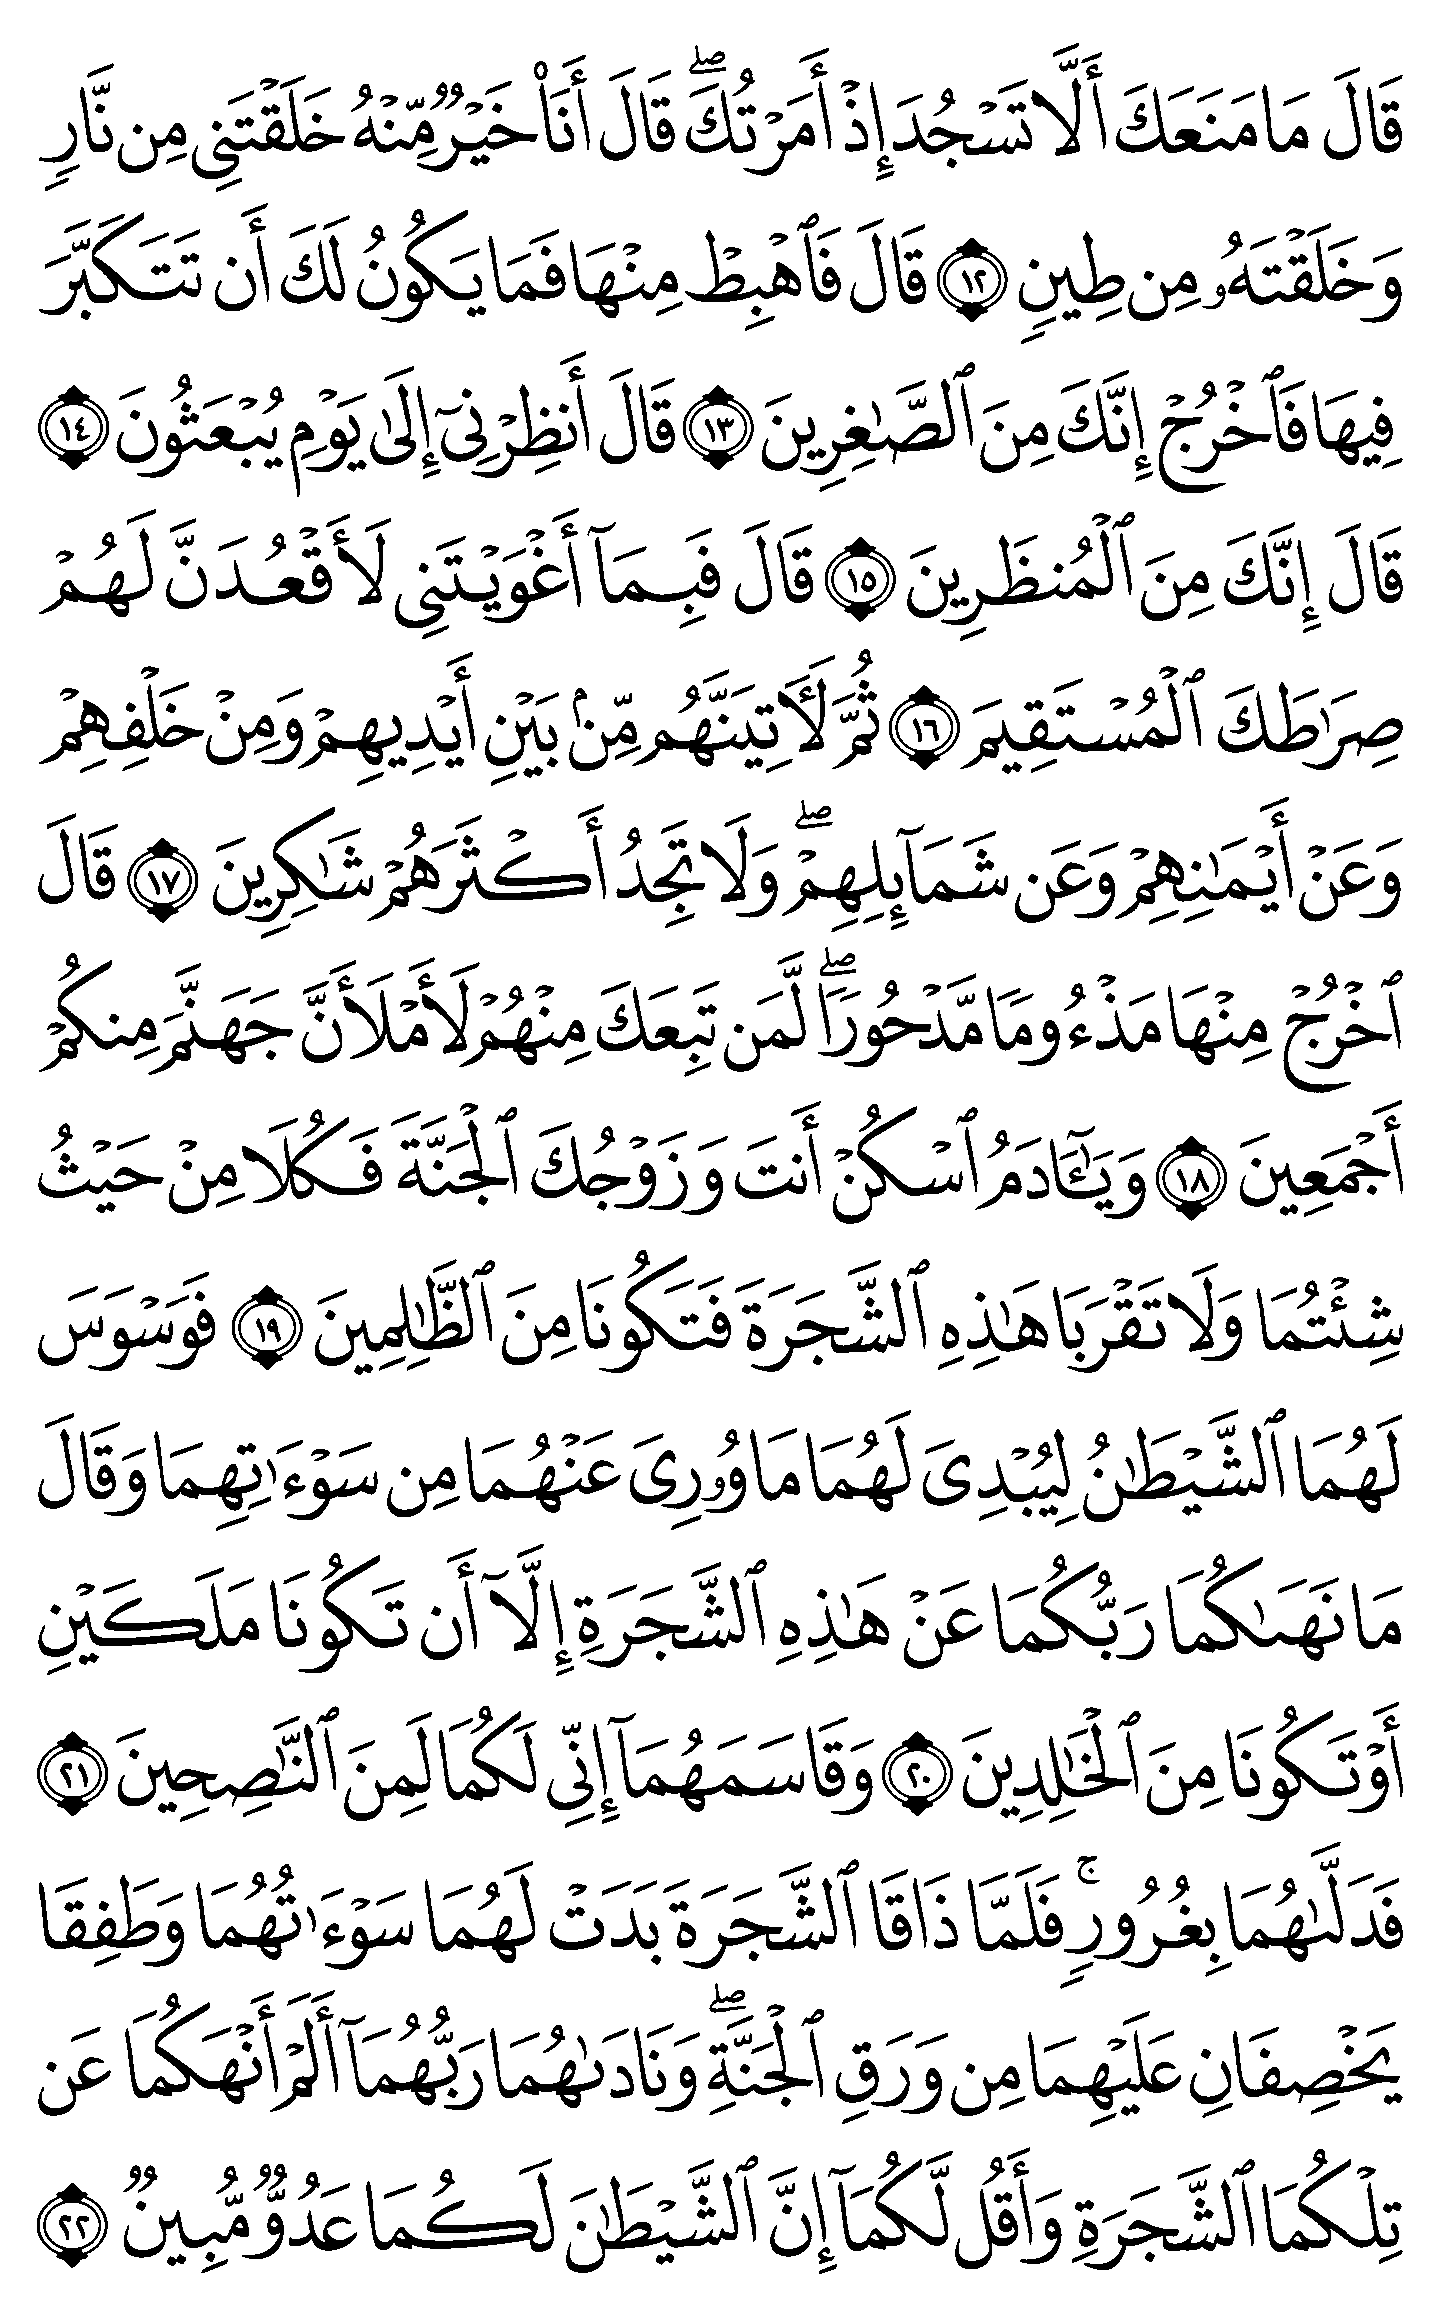 قَالَ مَا مَنَعَكَ أَلَّا تَسۡجُدَ إِذۡ أَمَرۡتُكَۖ قَالَ أَنَا۠ خَيۡرٞ مِّنۡهُ خَلَقۡتَنِي مِن نَّارٖ
وَخَلَقۡتَهُۥ مِن طِينٖ ١٢ قَالَ فَٱهۡبِطۡ مِنۡهَا فَمَا يَكُونُ لَكَ أَن تَتَكَبَّرَ
فِيهَا فَٱخۡرُجۡ إِنَّكَ مِنَ ٱلصَّٰغِرِينَ ١٣ قَالَ أَنظِرۡنِيٓ إِلَىٰ يَوۡمِ يُبۡعَثُونَ ١٤
قَالَ إِنَّكَ مِنَ ٱلۡمُنظَرِينَ ١٥ قَالَ فَبِمَآ أَغۡوَيۡتَنِي لَأَقۡعُدَنَّ لَهُمۡ
صِرَٰطَكَ ٱلۡمُسۡتَقِيمَ ١٦ ثُمَّ لَأٓتِيَنَّهُم مِّنۢ بَيۡنِ أَيۡدِيهِمۡ وَمِنۡ خَلۡفِهِمۡ
وَعَنۡ أَيۡمَٰنِهِمۡ وَعَن شَمَآئِلِهِمۡۖ وَلَا تَجِدُ أَكۡثَرَهُمۡ شَٰكِرِينَ ١٧ قَالَ
ٱخۡرُجۡ مِنۡهَا مَذۡءُومٗا مَّدۡحُورٗاۖ لَّمَن تَبِعَكَ مِنۡهُمۡ لَأَمۡلَأَنَّ جَهَنَّمَ مِنكُمۡ
أَجۡمَعِينَ ١٨ وَيَٰٓـَٔادَمُ ٱسۡكُنۡ أَنتَ وَزَوۡجُكَ ٱلۡجَنَّةَ فَكُلَا مِنۡ حَيۡثُ
شِئۡتُمَا وَلَا تَقۡرَبَا هَٰذِهِ ٱلشَّجَرَةَ فَتَكُونَا مِنَ ٱلظَّٰلِمِينَ ١٩ فَوَسۡوَسَ
لَهُمَا ٱلشَّيۡطَٰنُ لِيُبۡدِيَ لَهُمَا مَا وُۥرِيَ عَنۡهُمَا مِن سَوۡءَٰتِهِمَا وَقَالَ
مَا نَهَىٰكُمَا رَبُّكُمَا عَنۡ هَٰذِهِ ٱلشَّجَرَةِ إِلَّآ أَن تَكُونَا مَلَكَيۡنِ
أَوۡ تَكُونَا مِنَ ٱلۡخَٰلِدِينَ ٢٠ وَقَاسَمَهُمَآ إِنِّي لَكُمَا لَمِنَ ٱلنَّٰصِحِينَ ٢١
فَدَلَّىٰهُمَا بِغُرُورٖۚ فَلَمَّا ذَاقَا ٱلشَّجَرَةَ بَدَتۡ لَهُمَا سَوۡءَٰتُهُمَا وَطَفِقَا
يَخۡصِفَانِ عَلَيۡهِمَا مِن وَرَقِ ٱلۡجَنَّةِۖ وَنَادَىٰهُمَا رَبُّهُمَآ أَلَمۡ أَنۡهَكُمَا عَن
تِلۡكُمَا ٱلشَّجَرَةِ وَأَقُل لَّكُمَآ إِنَّ ٱلشَّيۡطَٰنَ لَكُمَا عَدُوّٞ مُّبِينٞ ٢٢